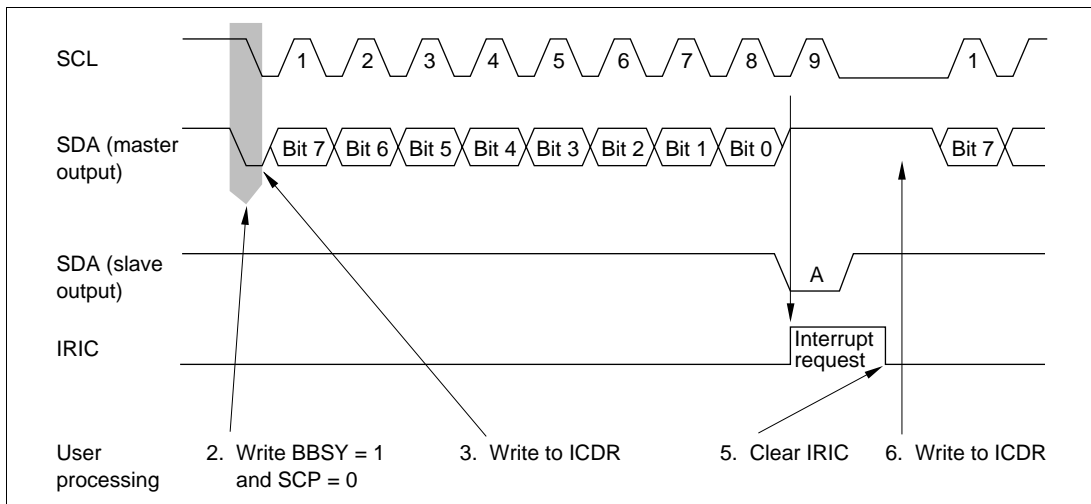 SCL
1 2 3 4 5 6 7 8 9 1
SDA (master
output)
Bit 7 Bit 6 Bit 5 Bit 4 Bit 3 Bit 2 Bit 1 Bit 0 Bit 7
SDA (slave
output)
A
IRIC
Interrupt
request
User
processing
2. Write BBSY = 1
and SCP = 0
3. Write to ICDR
5. Clear IRIC
6. Write to ICDR